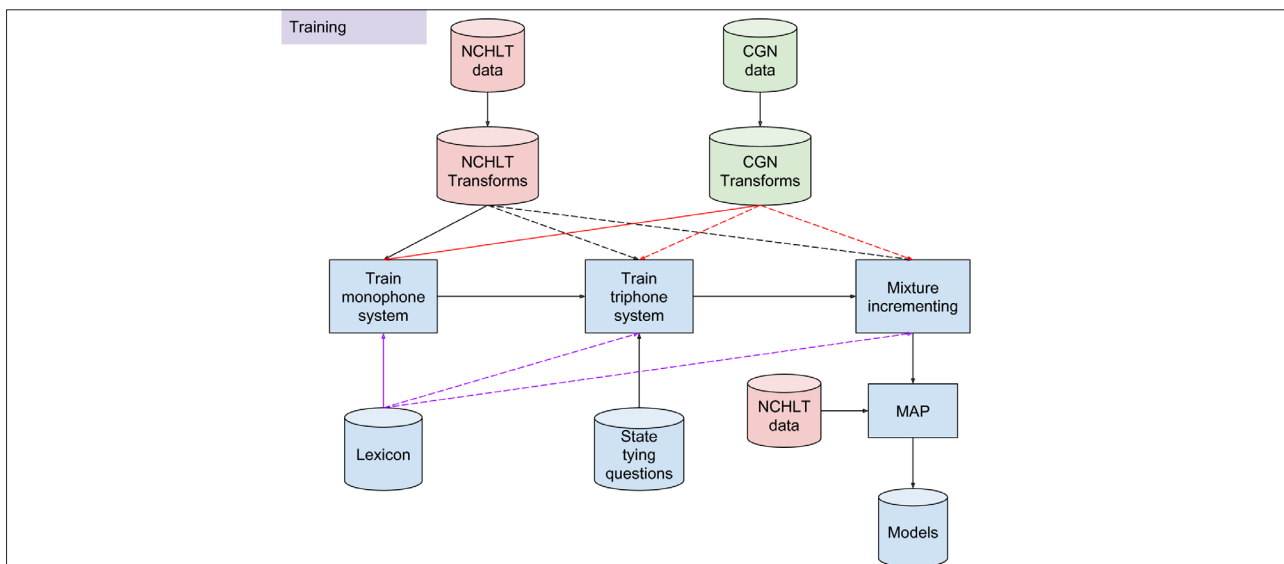 Training
NCHLT
data
CGN
data
NCHLT
Transforms
CGN
Transforms
Train
monophone
system
Train
triphone
system
Mixture
incrementing
NCHLT
data
MAP
Lexicon
State
tying
questions
Models